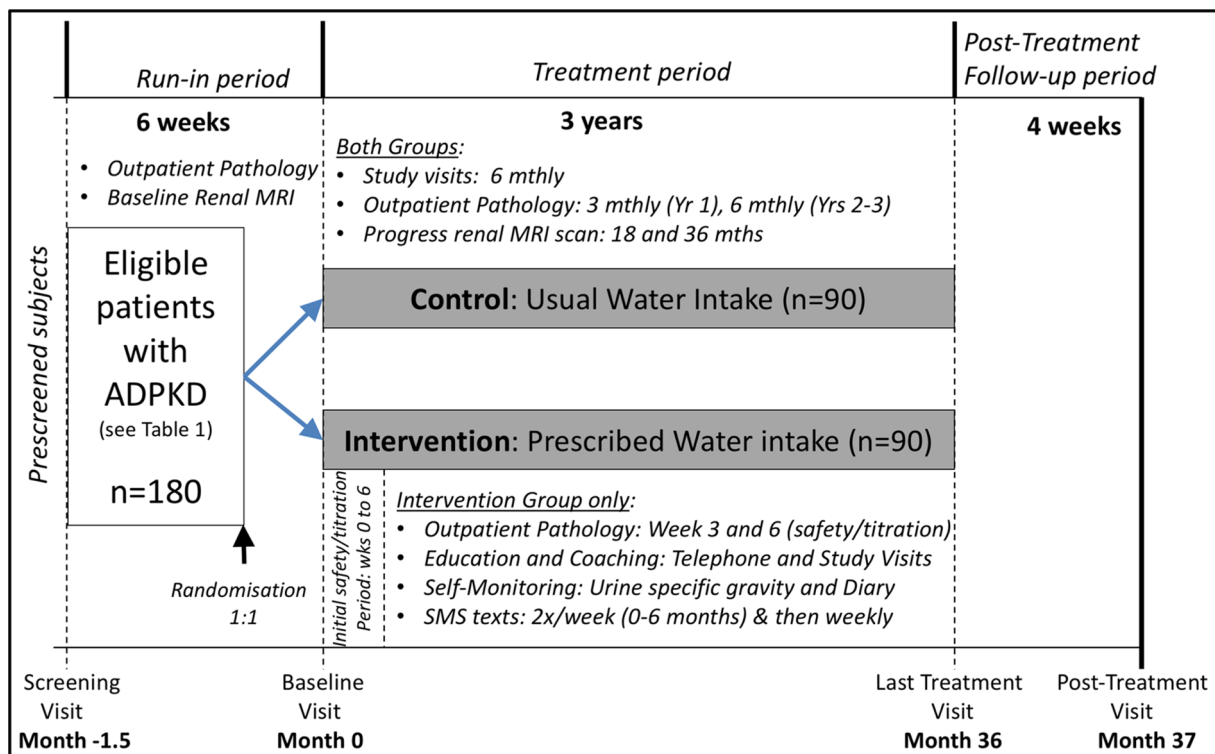 Run-in period
Treatment period
Post-Treatment
Follow-up period
6 weeks
3 years
4 weeks
• Outpatient Pathology
• Baseline Renal MRI
Both Groups:
• Study visits: 6 mthly
• Outpatient Pathology: 3 mthly (Yr 1), 6 mthly (Yrs 2-3)
• Progress renal MRI scan: 18 and 36 mths
Prescreened subjects
Eligible
patients
with
ADPKD
(see Table 1)
n=180
Control: Usual Water Intake (n=90)
Intervention: Prescribed Water intake (n=90)
Randomisation
1:1
Initial safety/titration
Period: wks 0 to 6
Intervention Group only:
• Outpatient Pathology: Week 3 and 6 (safety/titration)
• Education and Coaching: Telephone and Study Visits
• Self-Monitoring: Urine specific gravity and Diary
• SMS texts: 2x/week (0-6 months) & then weekly
Screening
Visit
Month -1.5
Baseline
Visit
Month 0
Last Treatment
Visit
Month 36
Post-Treatment
Visit
Month 37